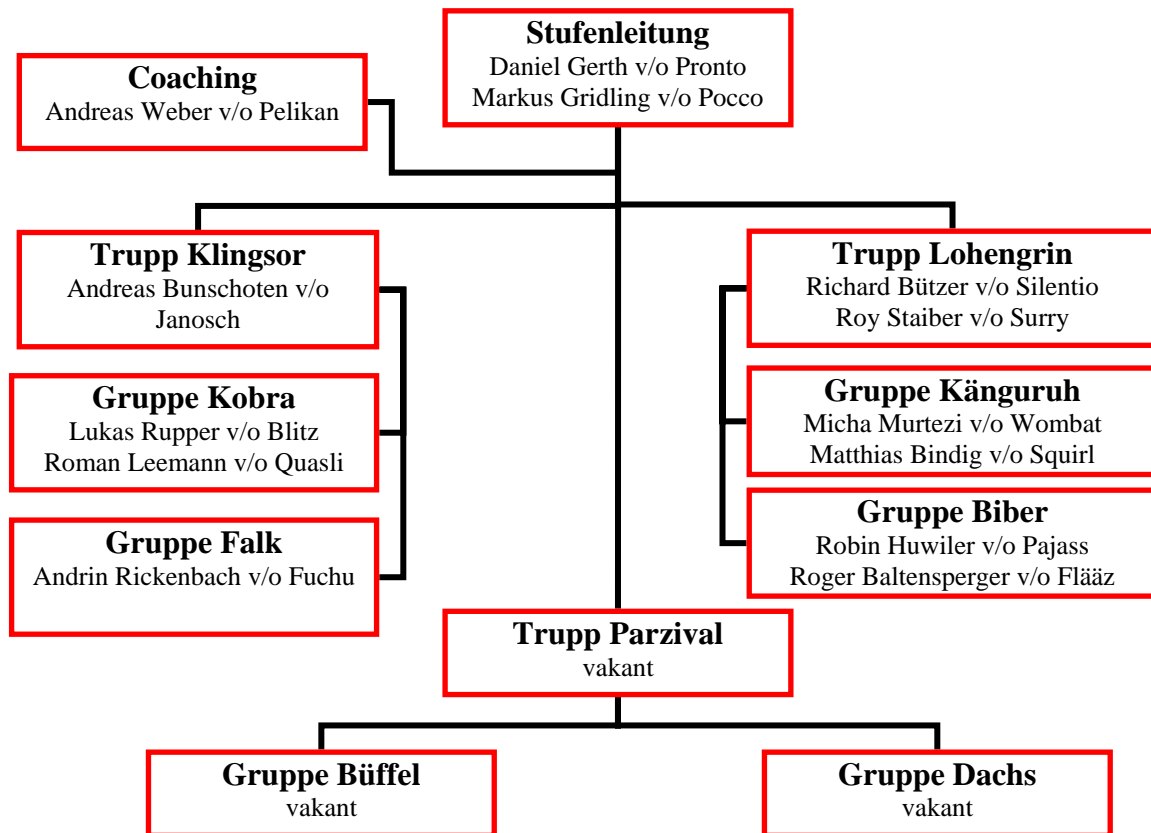 Stufenleitung
Daniel Gerth v/o Pronto
Markus Gridling v/o Pocco
Coaching
Andreas Weber v/o Pelikan
Trupp Klingsor
Andreas Bunschoten v/o
Janosch
Gruppe Kobra
Lukas Rupper v/o Blitz
Roman Leemann v/o Quasli
Gruppe Falk
Andrin Rickenbach v/o Fuchu
Trupp Lohengrin
Richard Bützer v/o Silentio
Roy Staiber v/o Surry
Gruppe Känguruh
Micha Murtezi v/o Wombat
Matthias Bindig v/o Squirl
Gruppe Biber
Robin Huwiler v/o Pajass
Roger Baltensperger v/o Flääz
Trupp Parzival
vakant
Gruppe Büffel
vakant
Gruppe Dachs
vakant